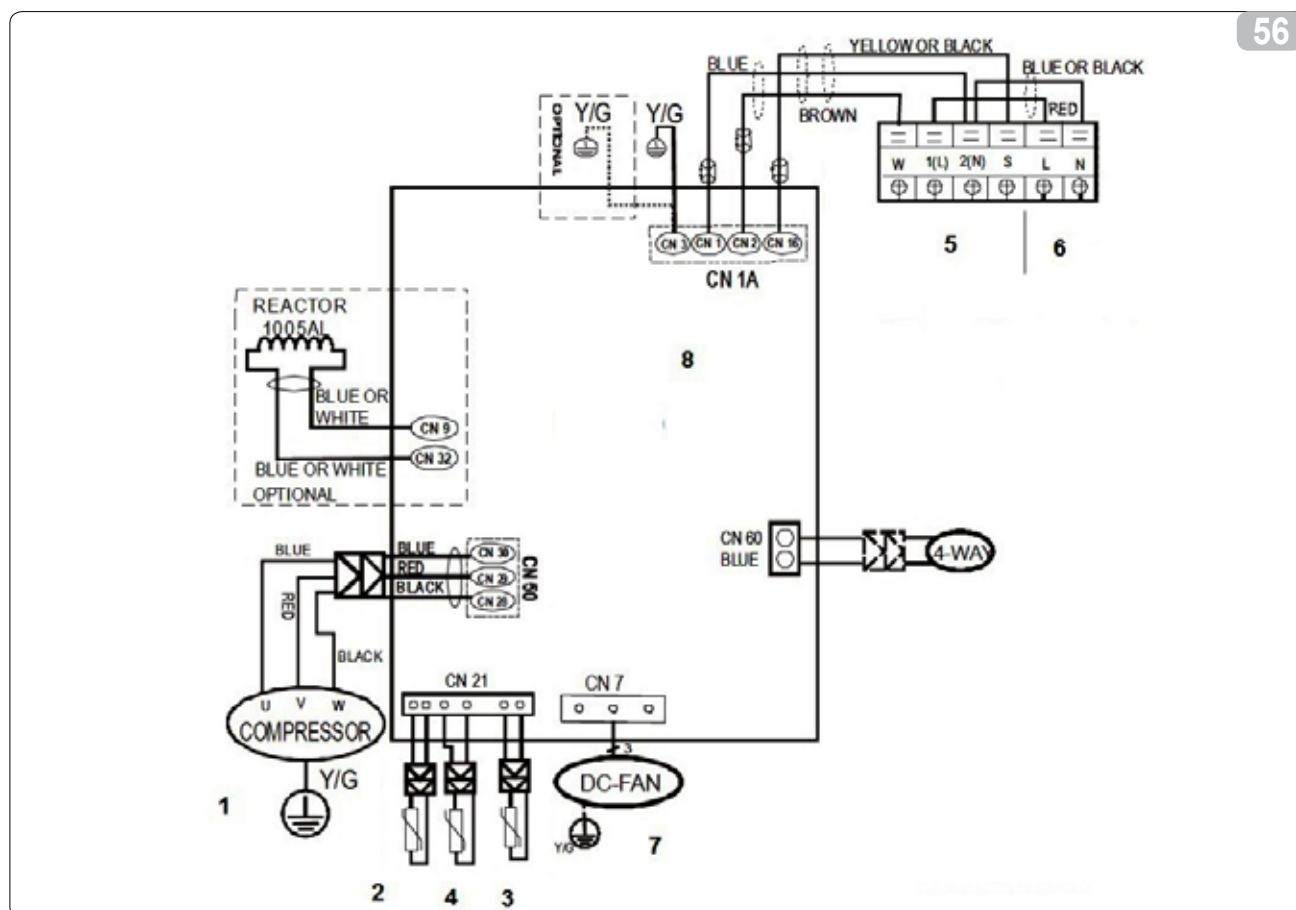 56
YELLOW OR BLACK
BLUE
BLUE OR BLACK
BROWN
RED
OPTIONAL
Y/G
Y/G
W 1(L) 2(N) S L N
5
6
CN 3 CN 1 CN 2 CN 16
CN 1A
REACTOR
1005AL
8
BLUE OR
WHITE
CN 9
CN 32
BLUE OR WHITE
OPTIONAL
BLUE
BLUE
CN 30
RED
CN 29
BLACK
CN 28
CN 50
RED
BLACK
CN 60
BLUE
4-WAY
U V W
COMPRESSOR
Y/G
1
CN 21
CN 7
3
DC-FAN
Y/G
7
2
4
3